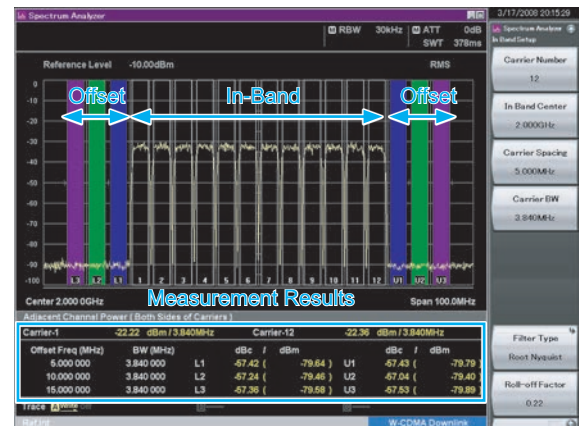 Spectrum Analyzer
3/17/2008 20:15:29
RBW 30kHz ATT 0dB
SWT 378ms
Reference Level -10.00dBm RMS
Spectrum Analyzer
In Band Setup
Carrier Number
12
In Band Center
2.000GHz
Carrier Spacing
5.000MHz
Carrier BW
3.840MHz
Filter Type
Root Nyquist
Roll-off Factor
0.22
0
-10
-20
-30
-40
-50
-60
-70
-80
-90
-100
Offset In-Band Offset
L3 L2 L1 1 2 3 4 5 6 7 8 9 10 11 12 U1 U2 U3
Center 2.000 0GHz Span 100.0MHz
Measurement Results
Adjacent Channel Power ( Both Sides of Carriers )
Carrier-1 -22.22 dBm / 3.840MHz Carrier-12 -22.36 dBm / 3.840MHz
Offset Freq (MHz) BW (MHz) dBc / dBm dBc / dBm
5.000 000 3.840 000 L1 -57.42 ( -79.64 ) U1 -57.43 ( -79.79 )
10.000 000 3.840 000 L2 -57.24 ( -79.46 ) U2 -57.04 ( -79.40 )
15.000 000 3.840 000 L3 -57.36 ( -79.58 ) U3 -57.53 ( -79.89 )
Trace A Write Off
Ref.Int W-CDMA Downlink